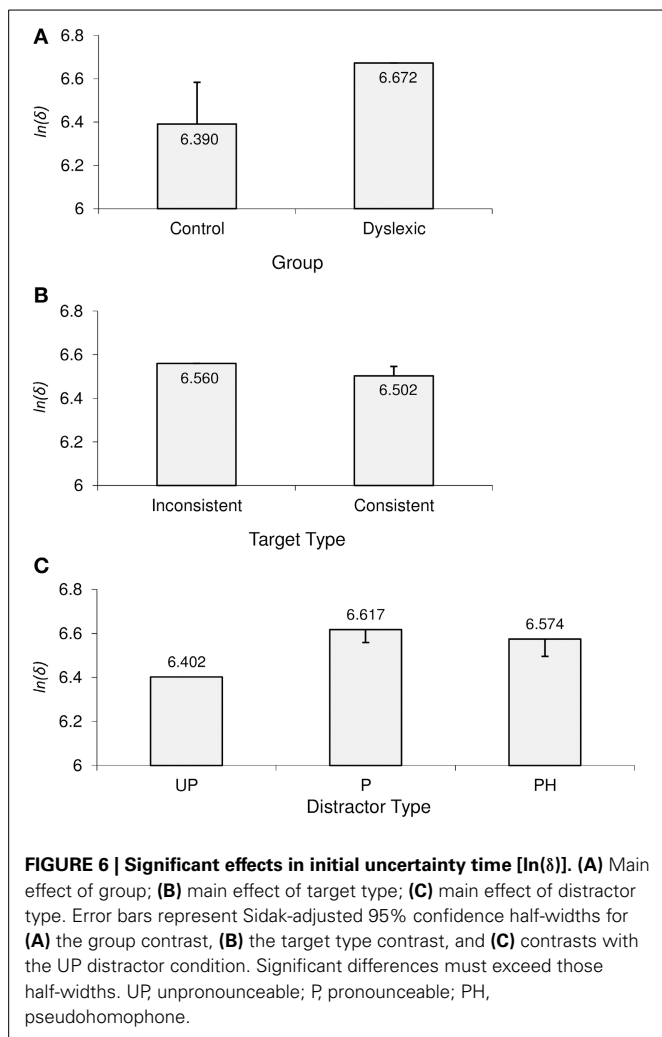 A
6.8
6.6
6.4
6.2
6
ln(δ)
6.390
6.672
Control Dyslexic
Group
B
6.8
6.6
6.4
6.2
6
ln(δ)
6.560
6.502
Inconsistent Consistent
Target Type
C
6.8
6.6
6.4
6.2
6
ln(δ)
6.402
6.617
6.574
UP P PH
Distractor Type
FIGURE 6 | Significant effects in initial uncertainty time [ln(δ)]. (A) Main
effect of group; (B) main effect of target type; (C) main effect of distractor
type. Error bars represent Sidak-adjusted 95% confidence half-widths for
(A) the group contrast, (B) the target type contrast, and (C) contrasts with
the UP distractor condition. Significant differences must exceed those
half-widths. UP, unpronounceable; P, pronounceable; PH,
pseudohomophone.